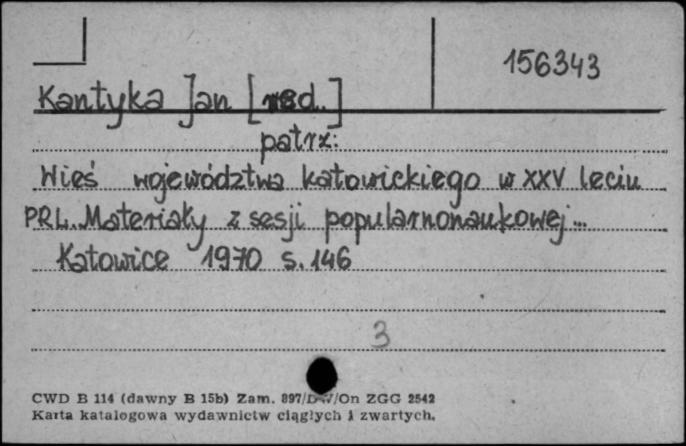 156343
Kantyka Jan [red.]
patrz:
Wieś województwa katowickiego w XXV leciu
PRL. Materiały z sesji popularnonaukowej...
Katowice 1970 s. 146
3
CWD B 114 (dawny B 15b) Zam. 897/DW/On ZGG 2542
Karta katalogowa wydawnictw ciągłych i zwartych.